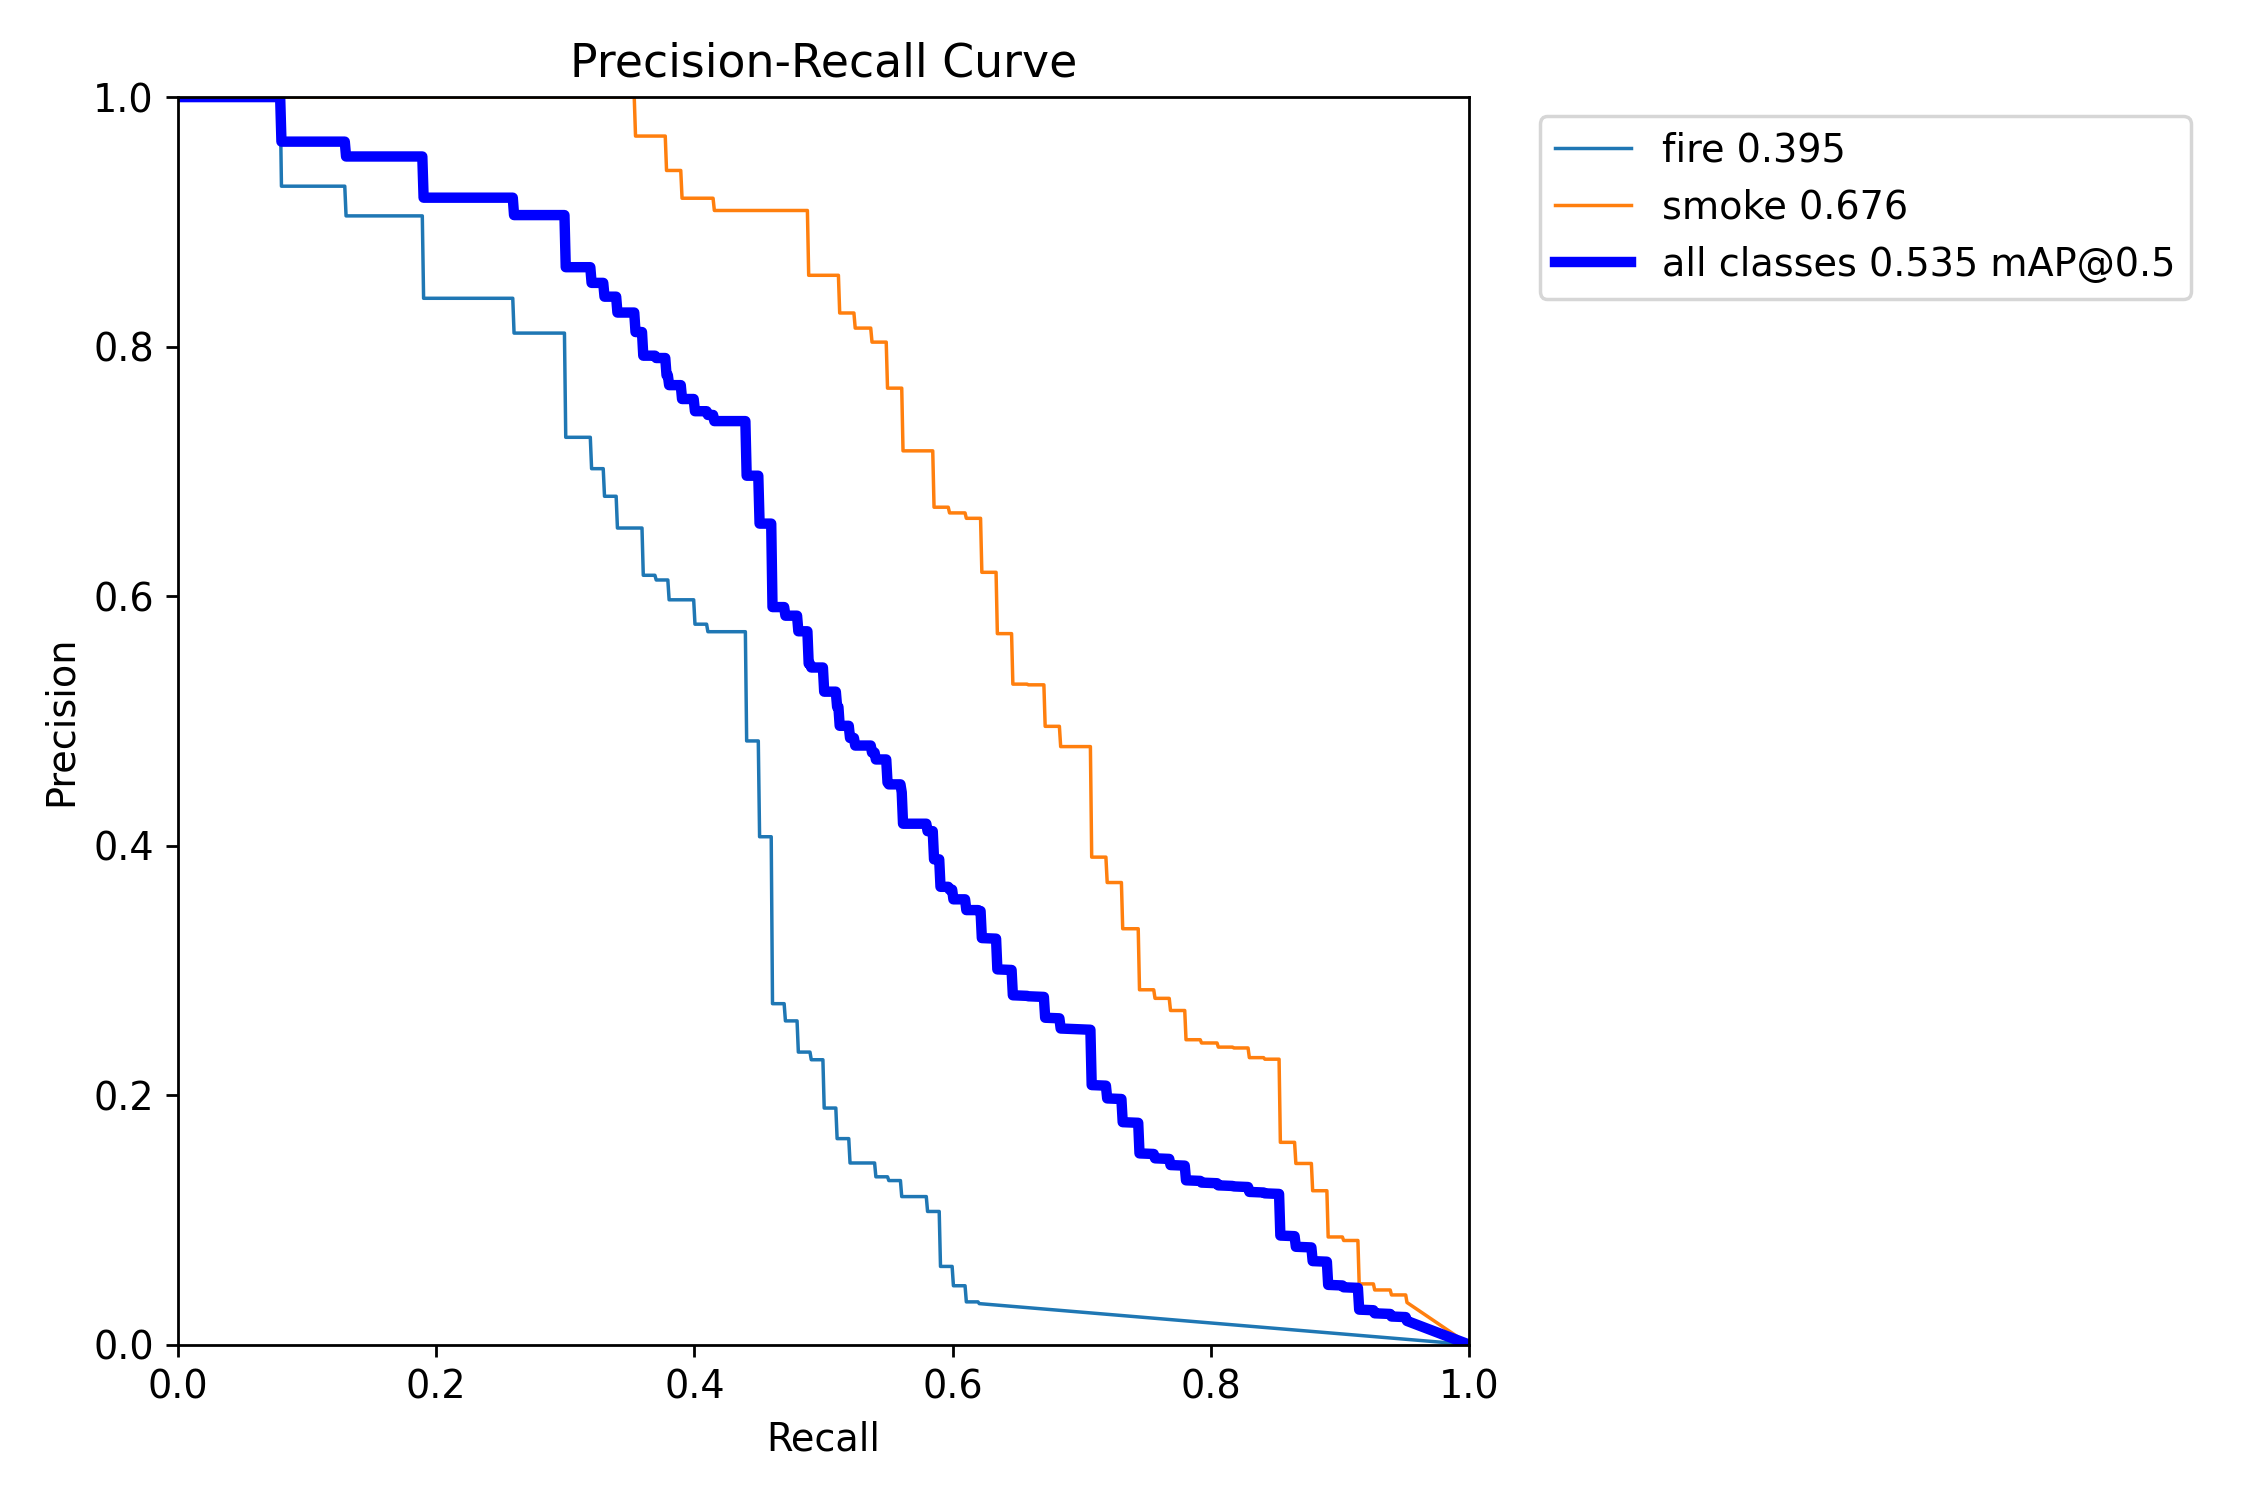 Precision-Recall Curve
1.0
0.8
0.6
0.4
0.2
0.0
Precision
0.0 0.2 0.4 0.6 0.8 1.0
Recall
fire 0.395
smoke 0.676
all classes 0.535 mAP@0.5